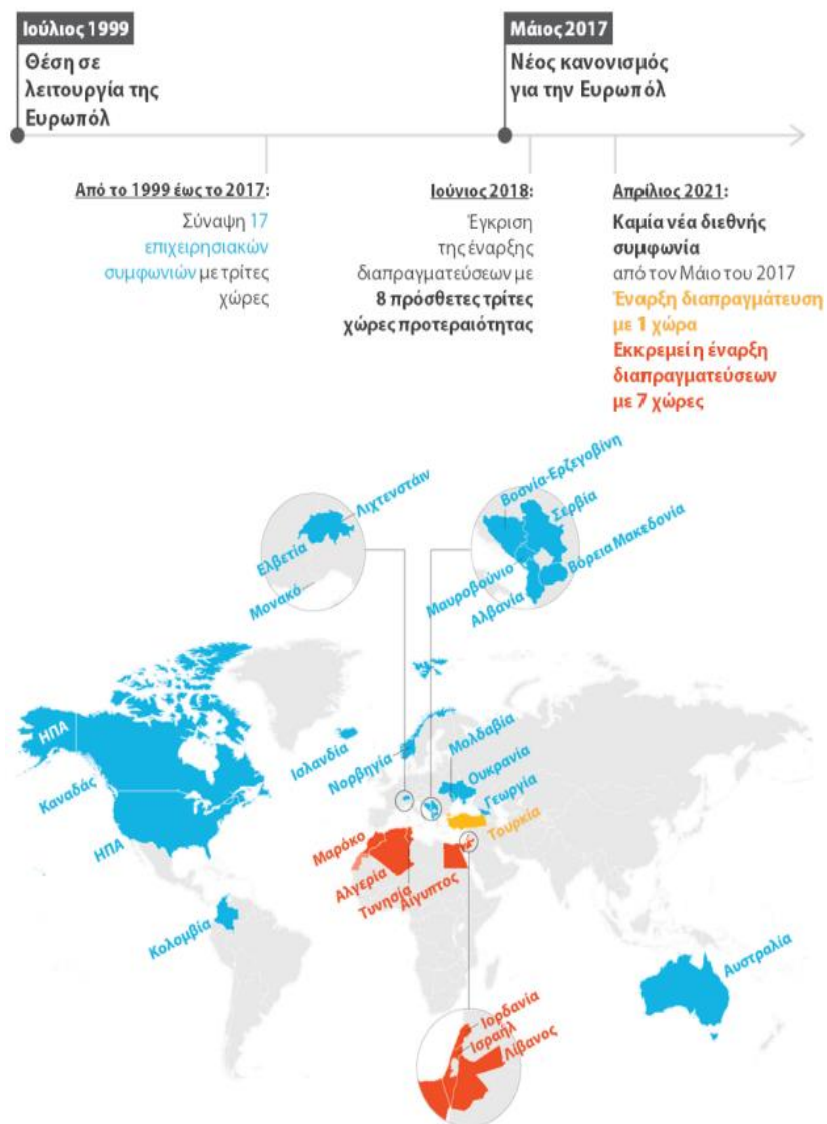 Ιούλιος 1999
Θέση σε
λειτουργία της
Ευρωπόλ
Μάιος 2017
Νέος κανονισμός
για την Ευρωπόλ
Από το 1999 έως το 2017:
Σύναψη 17
επιχειρησιακών
συμφωνιών με τρίτες
χώρες
Ιούνιος 2018:
Έγκριση
της έναρξης
διαπραγματεύσεων με
8 πρόσθετες τρίτες
χώρες προτεραιότητας
Απρίλιος 2021:
Καμία νέα διεθνής
συμφωνία
από τον Μάιο του 2017
Έναρξη διαπραγμάτευση
με 1 χώρα
Εκκρεμεί η έναρξη
διαπραγματεύσεων
με 7 χώρες
Λιχτενστάιν
Ελβετία
Μονακό
Βοσνία-Ερζεγοβίνη
Σερβία
Βόρεια Μακεδονία
Μαυροβούνιο
Αλβανία
ΗΠΑ
Καναδάς
ΗΠΑ
Ισλανδία
Νορβηγία
Μολδαβία
Ουκρανία
Γεωργία
Τουρκία
Μαρόκο
Αλγερία
Τυνησία
Αίγυπτος
Κολομβία
Αυστραλία
Ιορδανία
Ισραήλ
Λίβανος